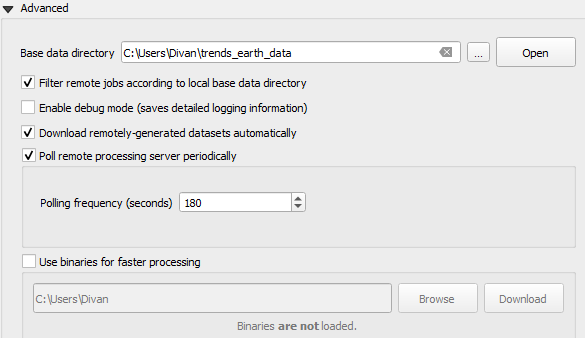 Advanced
Base data directory C:\Users\Divan\trends_earth_data ... Open
Filter remote jobs according to local base data directory
Enable debug mode (saves detailed logging information)
Download remotely-generated datasets automatically
Poll remote processing server periodically
Polling frequency (seconds) 180
Use binaries for faster processing
C:\Users\Divan Browse Download
Binaries are not loaded.